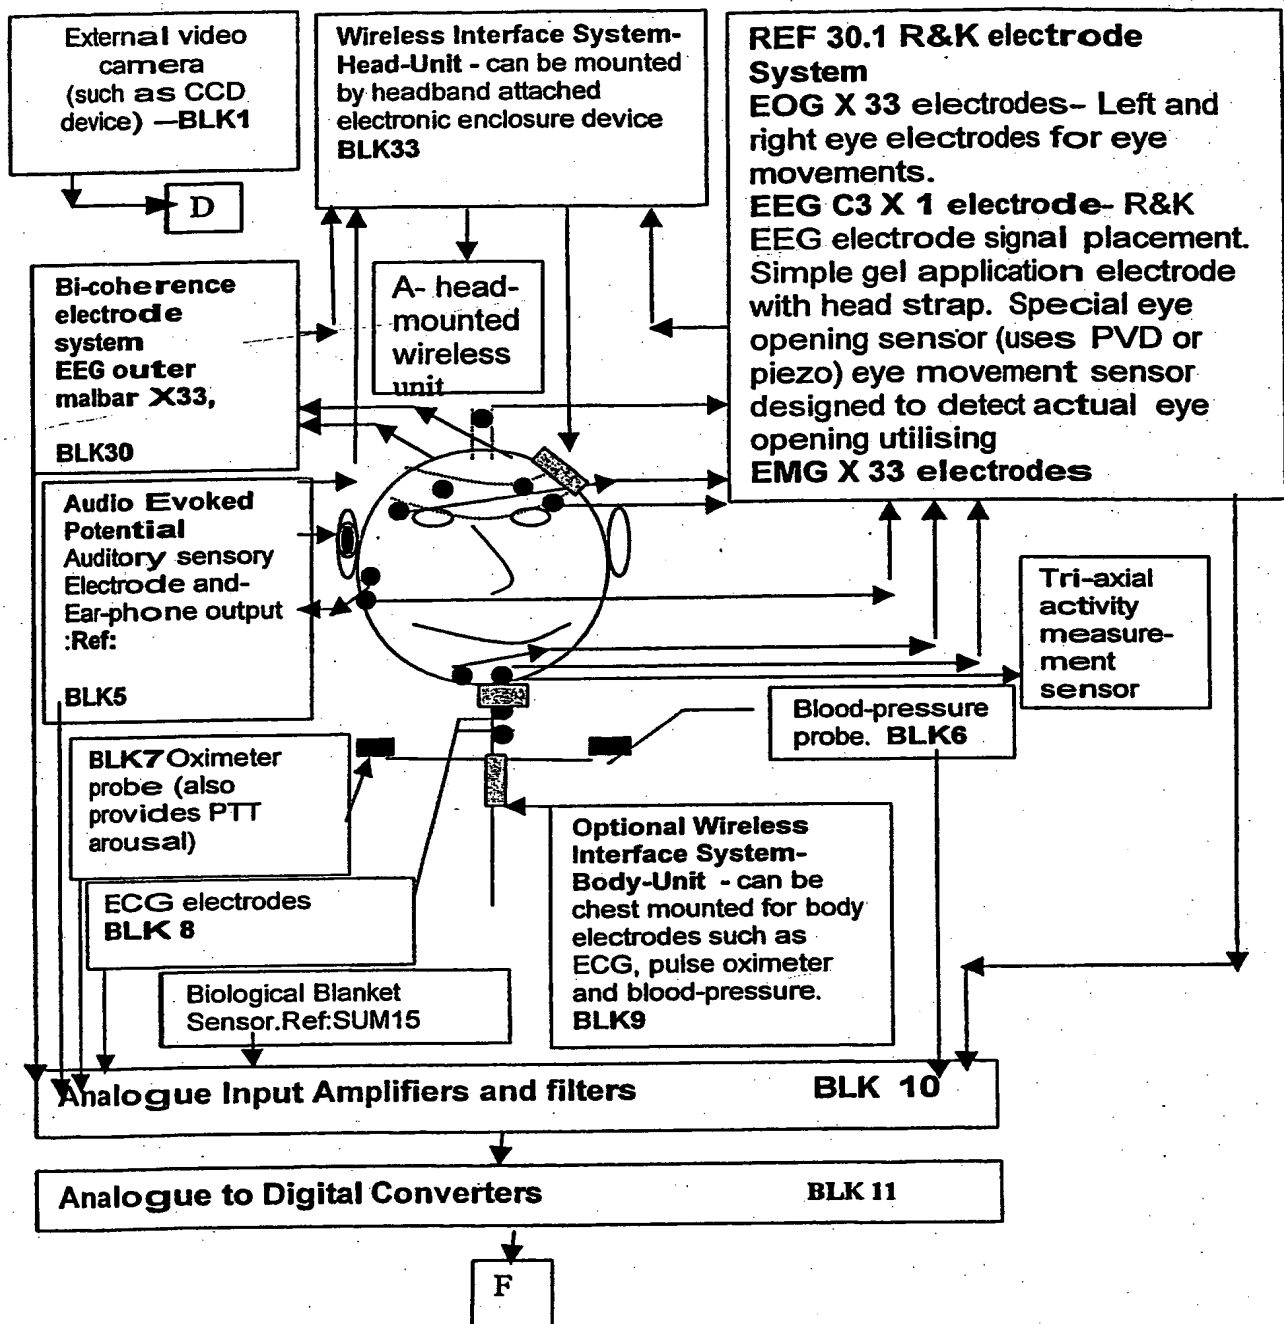 External video
camera
(such as CCD
device) —BLK1
D
Wireless Interface System-
Head-Unit - can be mounted
by headband attached
electronic enclosure device
BLK33
REF 30.1 R&K electrode
System
EOG X 33 electrodes– Left and
right eye electrodes for eye
movements.
EEG C3 X 1 electrode- R&K
EEG electrode signal placement.
Simple gel application electrode
with head strap. Special eye
opening sensor (uses PVD or
piezo) eye movement sensor
designed to detect actual eye
opening utilising
EMG X 33 electrodes
Bi-coherence
electrode
system
EEG outer
malbar X33,
BLK30
A- head-
mounted
wireless
unit
Audio Evoked
Potential
Auditory sensory
Electrode and-
Ear-phone output
:Ref:
BLK5
Tri-axial
activity
measure-
ment
sensor
Blood-pressure
probe. BLK6
BLK7 Oximeter
probe (also
provides PTT
arousal)
ECG electrodes
BLK 8
Optional Wireless
Interface System-
Body-Unit - can be
chest mounted for body
electrodes such as
ECG, pulse oximeter
and blood-pressure.
BLK9
Biological Blanket
Sensor.Ref:SUM15
Analogue Input Amplifiers and filters BLK 10
Analogue to Digital Converters BLK 11
F